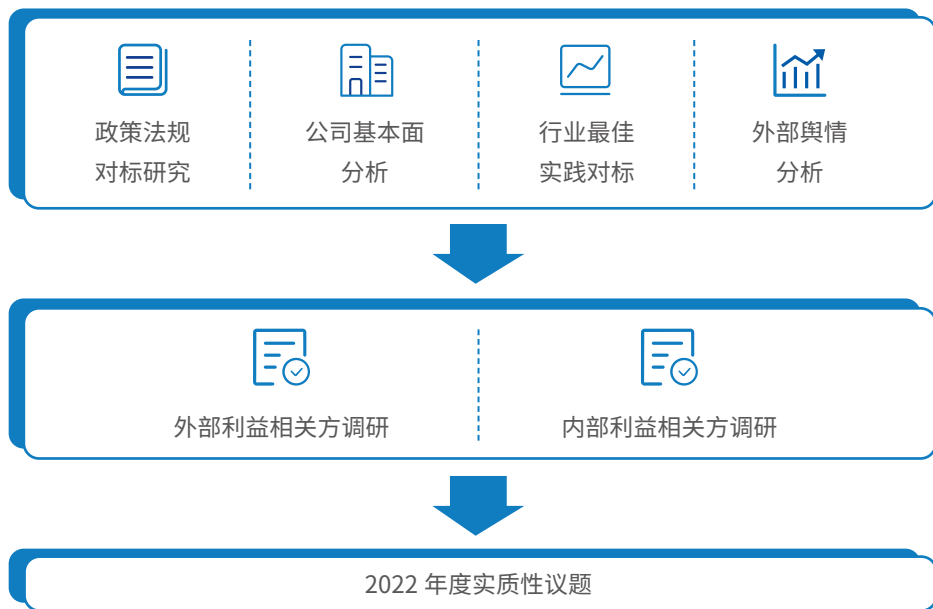 政策法规
对标研究
公司基本面
分析
行业最佳
实践对标
外部舆情
分析
外部利益相关方调研
内部利益相关方调研
2022 年度实质性议题